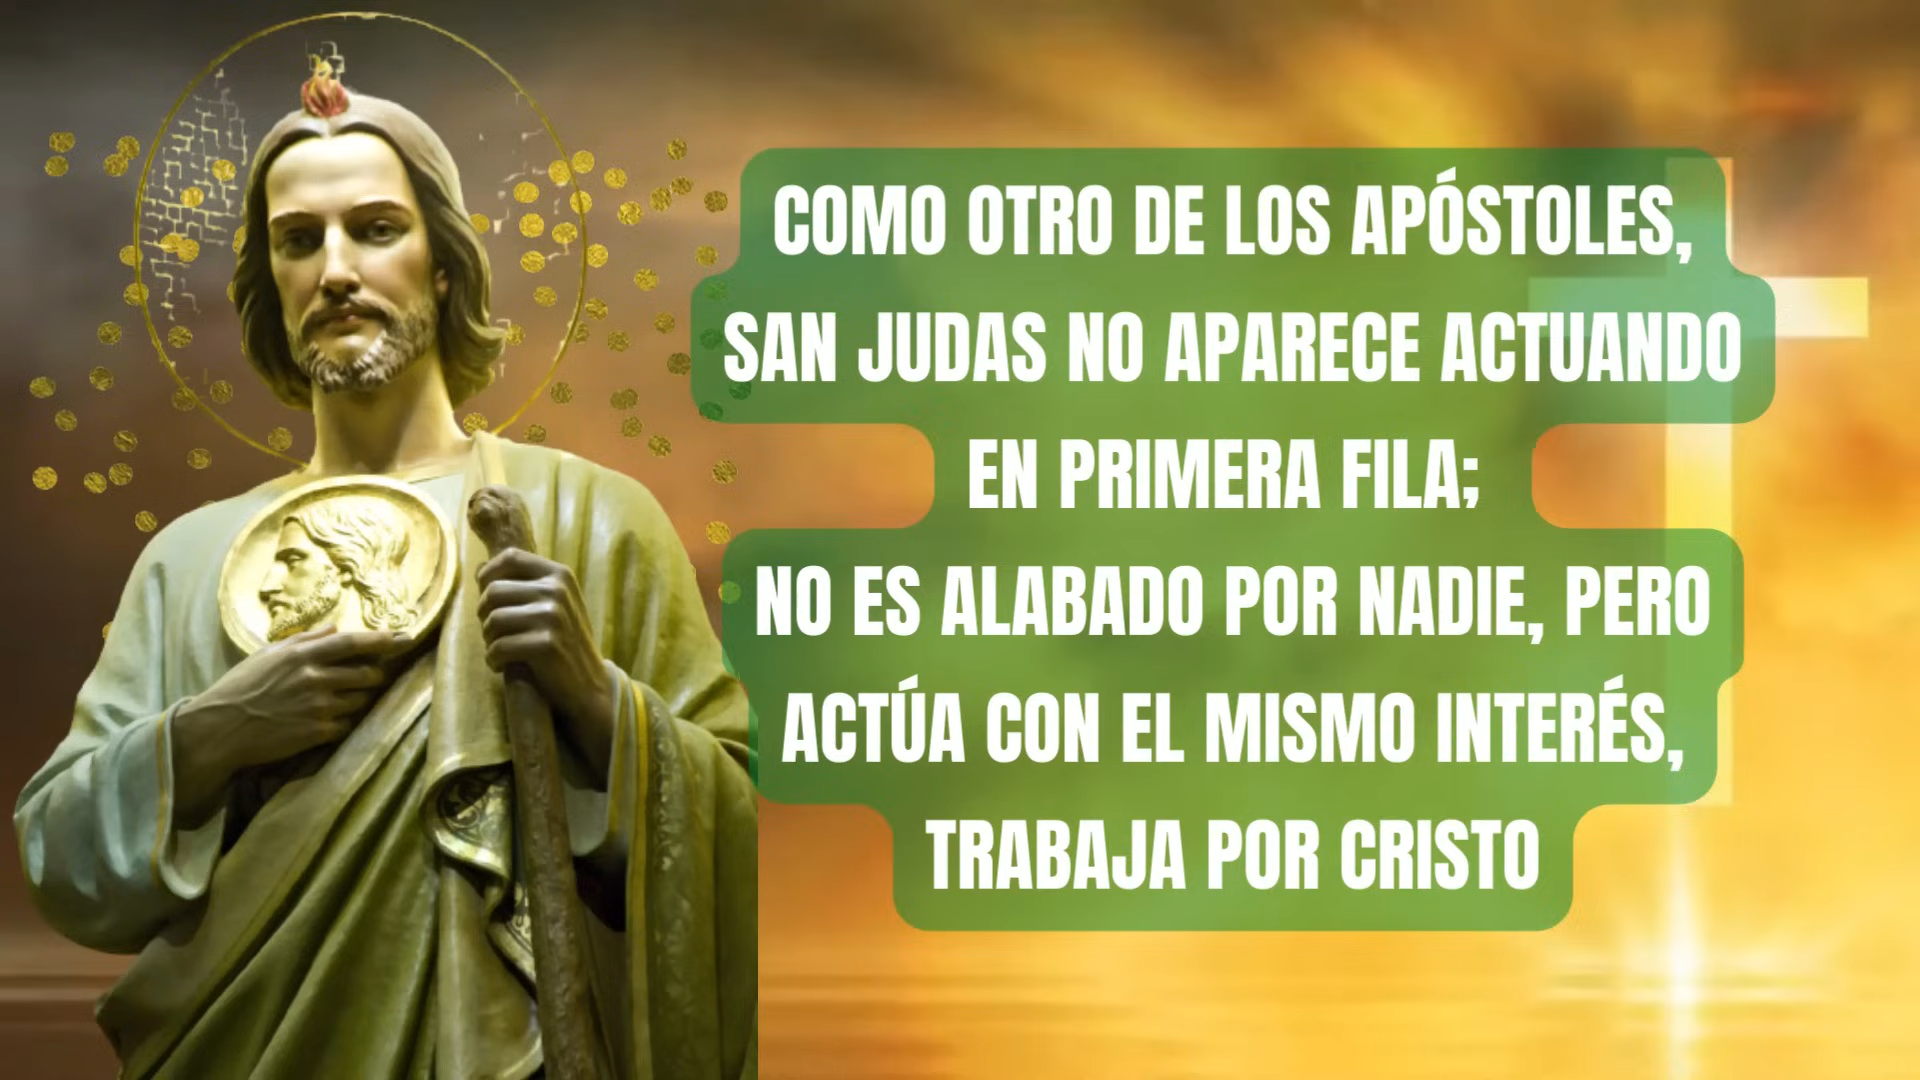 COMO OTRO DE LOS APÓSTOLES,
SAN JUDAS NO APARECE ACTUANDO
EN PRIMERA FILA;
NO ES ALABADO POR NADIE, PERO
ACTÚA CON EL MISMO INTERÉS,
TRABAJA POR CRISTO